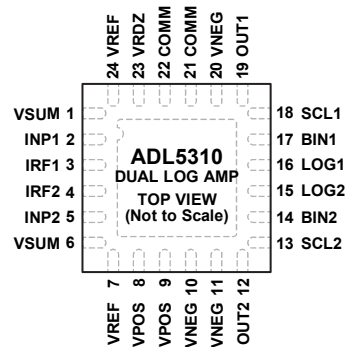 24 VREF
23 VRDZ
22 COMM
21 COMM
20 VNEG
19 OUT1
VSUM 1
INP1 2
IRF1 3
IRF2 4
INP2 5
VSUM 6
ADL5310
DUAL LOG AMP
TOP VIEW
(Not to Scale)
18 SCL1
17 BIN1
16 LOG1
15 LOG2
14 BIN2
13 SCL2
VREF 7
VPOS 8
VPOS 9
VNEG 10
VNEG 11
OUT2 12